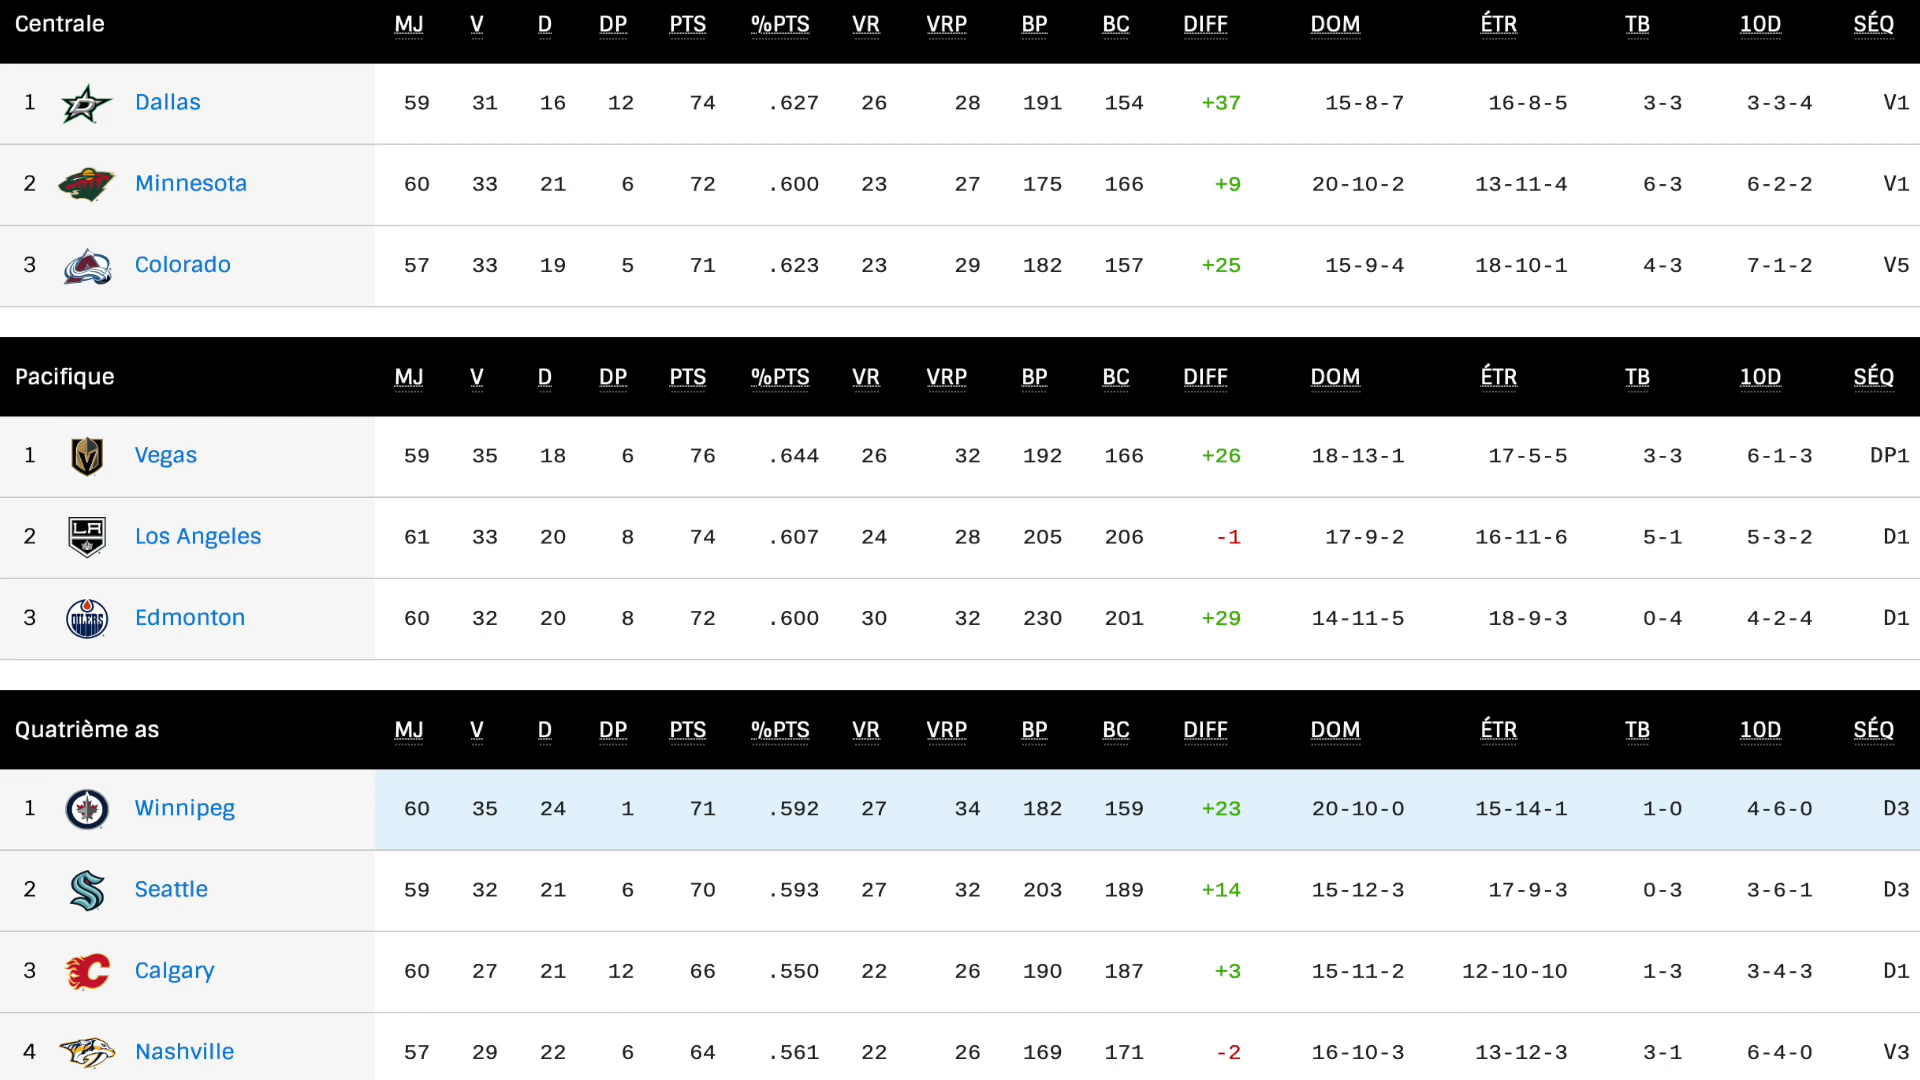 Centrale MJ V D DP PTS %PTS VR VRP BP BC DIFF DOM ÉTR TB 10D SÉQ
1 Dallas 59 31 16 12 74 .627 26 28 191 154 +37 15-8-7 16-8-5 3-3 3-3-4 V1
2 Minnesota 60 33 21 6 72 .600 23 27 175 166 +9 20-10-2 13-11-4 6-3 6-2-2 V1
3 Colorado 57 33 19 5 71 .623 23 29 182 157 +25 15-9-4 18-10-1 4-3 7-1-2 V5
Pacifique MJ V D DP PTS %PTS VR VRP BP BC DIFF DOM ÉTR TB 10D SÉQ
1 Vegas 59 35 18 6 76 .644 26 32 192 166 +26 18-13-1 17-5-5 3-3 6-1-3 DP1
2 LA Los Angeles 61 33 20 8 74 .607 24 28 205 206 -1 17-9-2 16-11-6 5-1 5-3-2 D1
3 OILERS Edmonton 60 32 20 8 72 .600 30 32 230 201 +29 14-11-5 18-9-3 0-4 4-2-4 D1
Quatrième as MJ V D DP PTS %PTS VR VRP BP BC DIFF DOM ÉTR TB 10D SÉQ
1 Winnipeg 60 35 24 1 71 .592 27 34 182 159 +23 20-10-0 15-14-1 1-0 4-6-0 D3
2 Seattle 59 32 21 6 70 .593 27 32 203 189 +14 15-12-3 17-9-3 0-3 3-6-1 D3
3 Calgary 60 27 21 12 66 .550 22 26 190 187 +3 15-11-2 12-10-10 1-3 3-4-3 D1
4 Nashville 57 29 22 6 64 .561 22 26 169 171 -2 16-10-3 13-12-3 3-1 6-4-0 V3